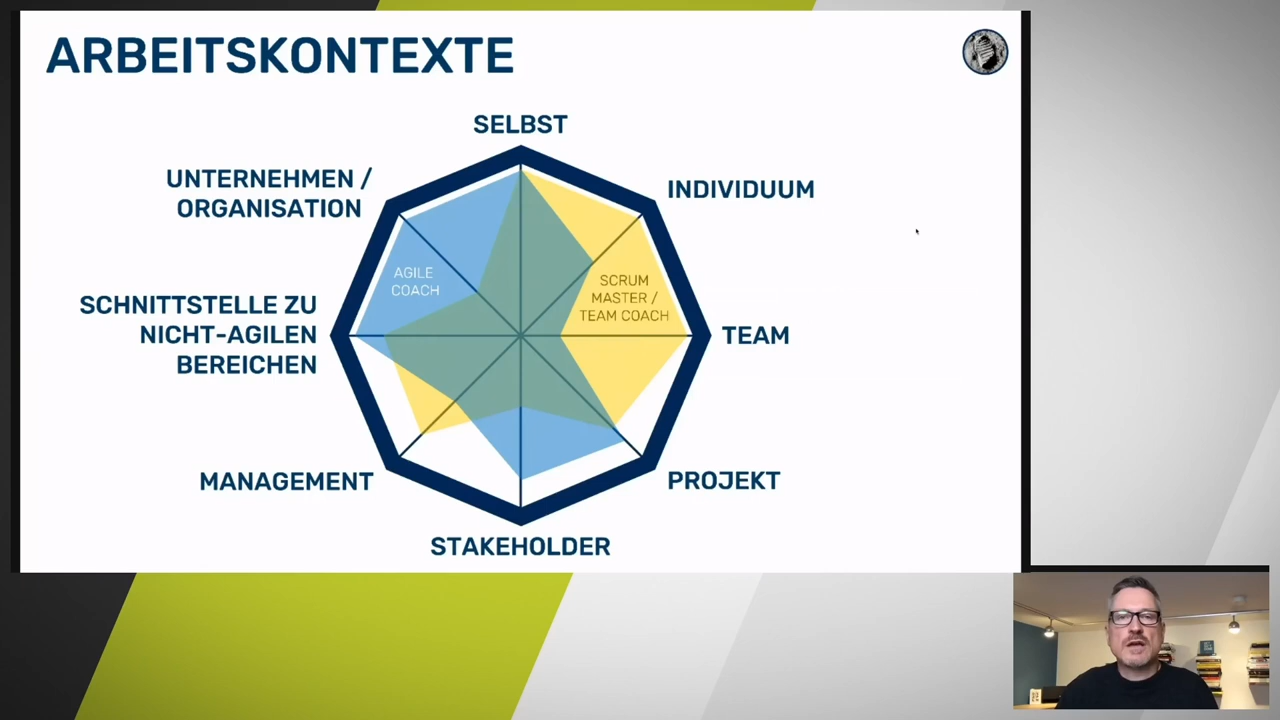 ARBEITSKONTEXTE
SELBST
INDIVIDUUM
TEAM
PROJEKT
STAKEHOLDER
MANAGEMENT
SCHNITTSTELLE ZU
NICHT-AGILEN
BEREICHEN
UNTERNEHMEN /
ORGANISATION
AGILE
COACH
SCRUM
MASTER /
TEAM COACH